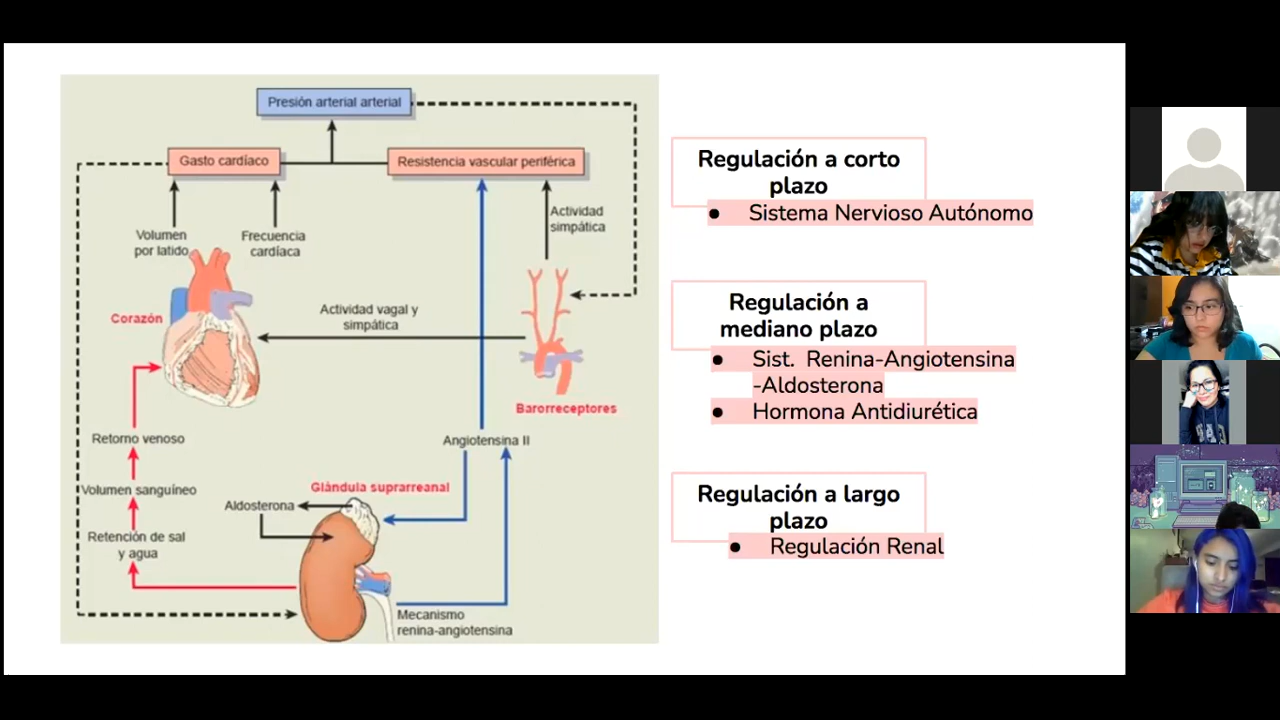 Presión arterial arterial
Gasto cardíaco
Resistencia vascular periférica
Actividad
simpática
Volumen
por latido
Frecuencia
cardíaca
Corazón
Actividad vagal y
simpática
Barorreceptores
Retorno venoso
Angiotensina II
Volumen sanguíneo
Glándula suprarreanal
Aldosterona
Retención de sal
y agua
Mecanismo
renina-angiotensina
Regulación a corto
plazo
● Sistema Nervioso Autónomo
Regulación a
mediano plazo
● Sist. Renina-Angiotensina
-Aldosterona
● Hormona Antidiurética
Regulación a largo
plazo
● Regulación Renal